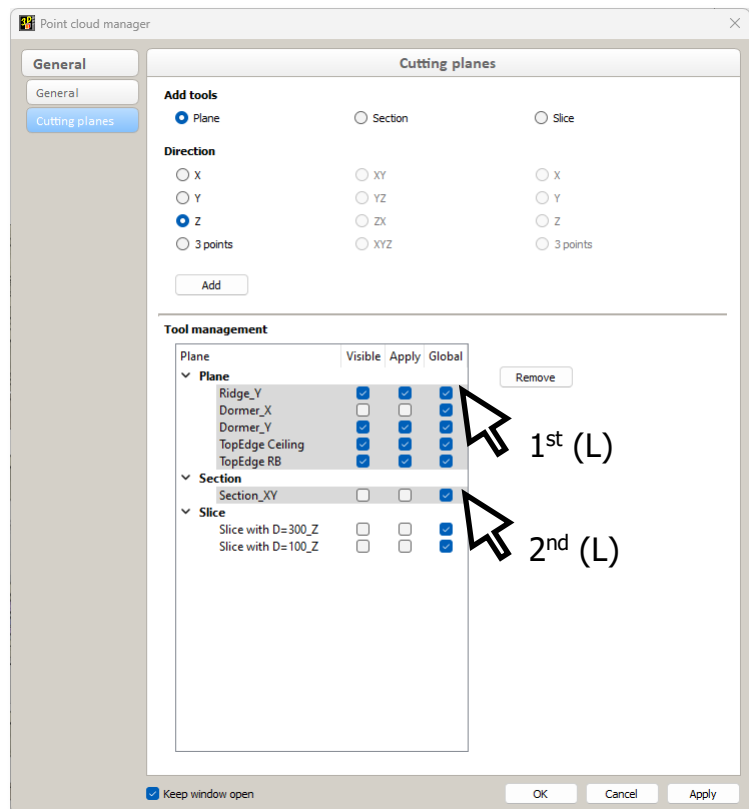 Point cloud manager
General
General
Cutting planes
Cutting planes
Add tools
Plane Section Slice
Direction
X XY X
Y YZ Y
Z ZX Z
3 points XYZ 3 points
Add
Tool management
Plane Visible Apply Global
Plane
Remove
Ridge_Y
Dormer_X
Dormer_Y
TopEdge Ceiling
TopEdge RB
1st (L)
Section
Section_XY
Slice
Slice with D=300_Z
Slice with D=100_Z
2nd (L)
Keep window open
OK Cancel Apply